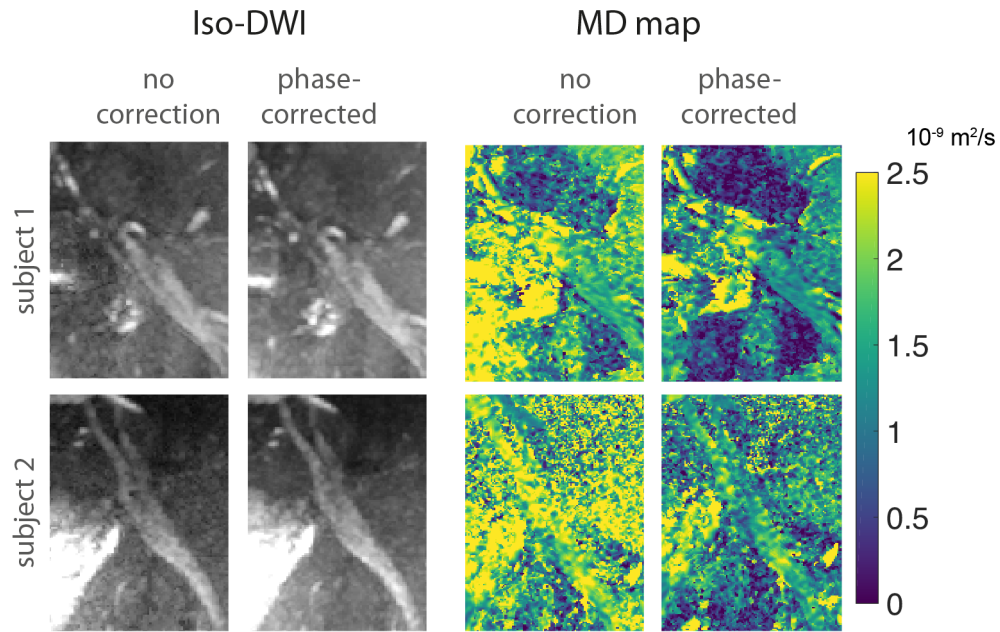 Iso-DWI
MD map
no
correction
phase-
corrected
no
correction
phase-
corrected
10⁻⁹ m²/s
subject 1
subject 2
2.5
2
1.5
1
0.5
0